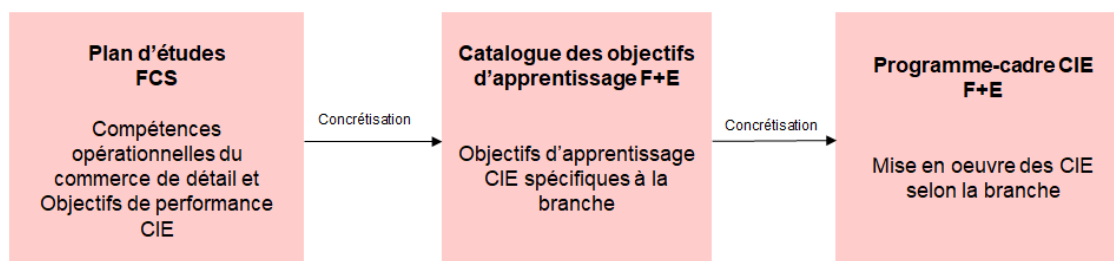 Plan d'études
FCS
Compétences
opérationnelles du
commerce de détail et
Objectifs de performance
CIE
Concrétisation
Catalogue des objectifs
d'apprentissage F+E
Objectifs d'apprentissage
CIE spécifiques à la
branche
Concrétisation
Programme-cadre CIE
F+E
Mise en oeuvre des CIE
selon la branche